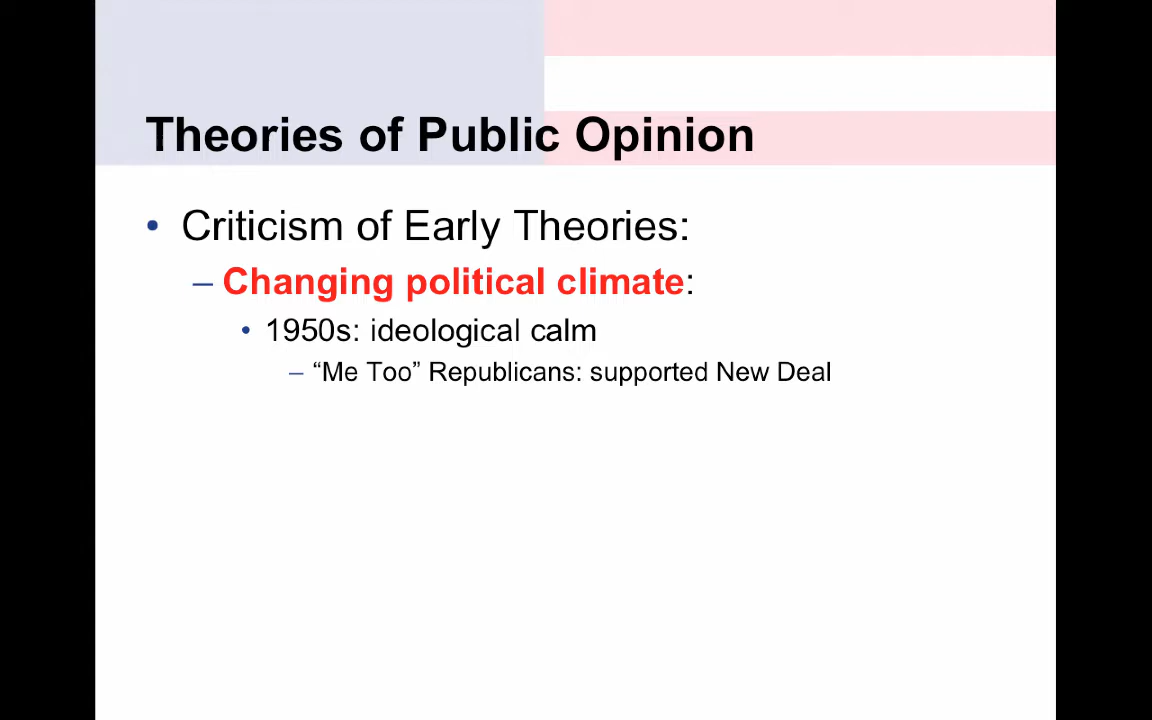 Theories of Public Opinion
• Criticism of Early Theories:
– Changing political climate:
• 1950s: ideological calm
– “Me Too” Republicans: supported New Deal